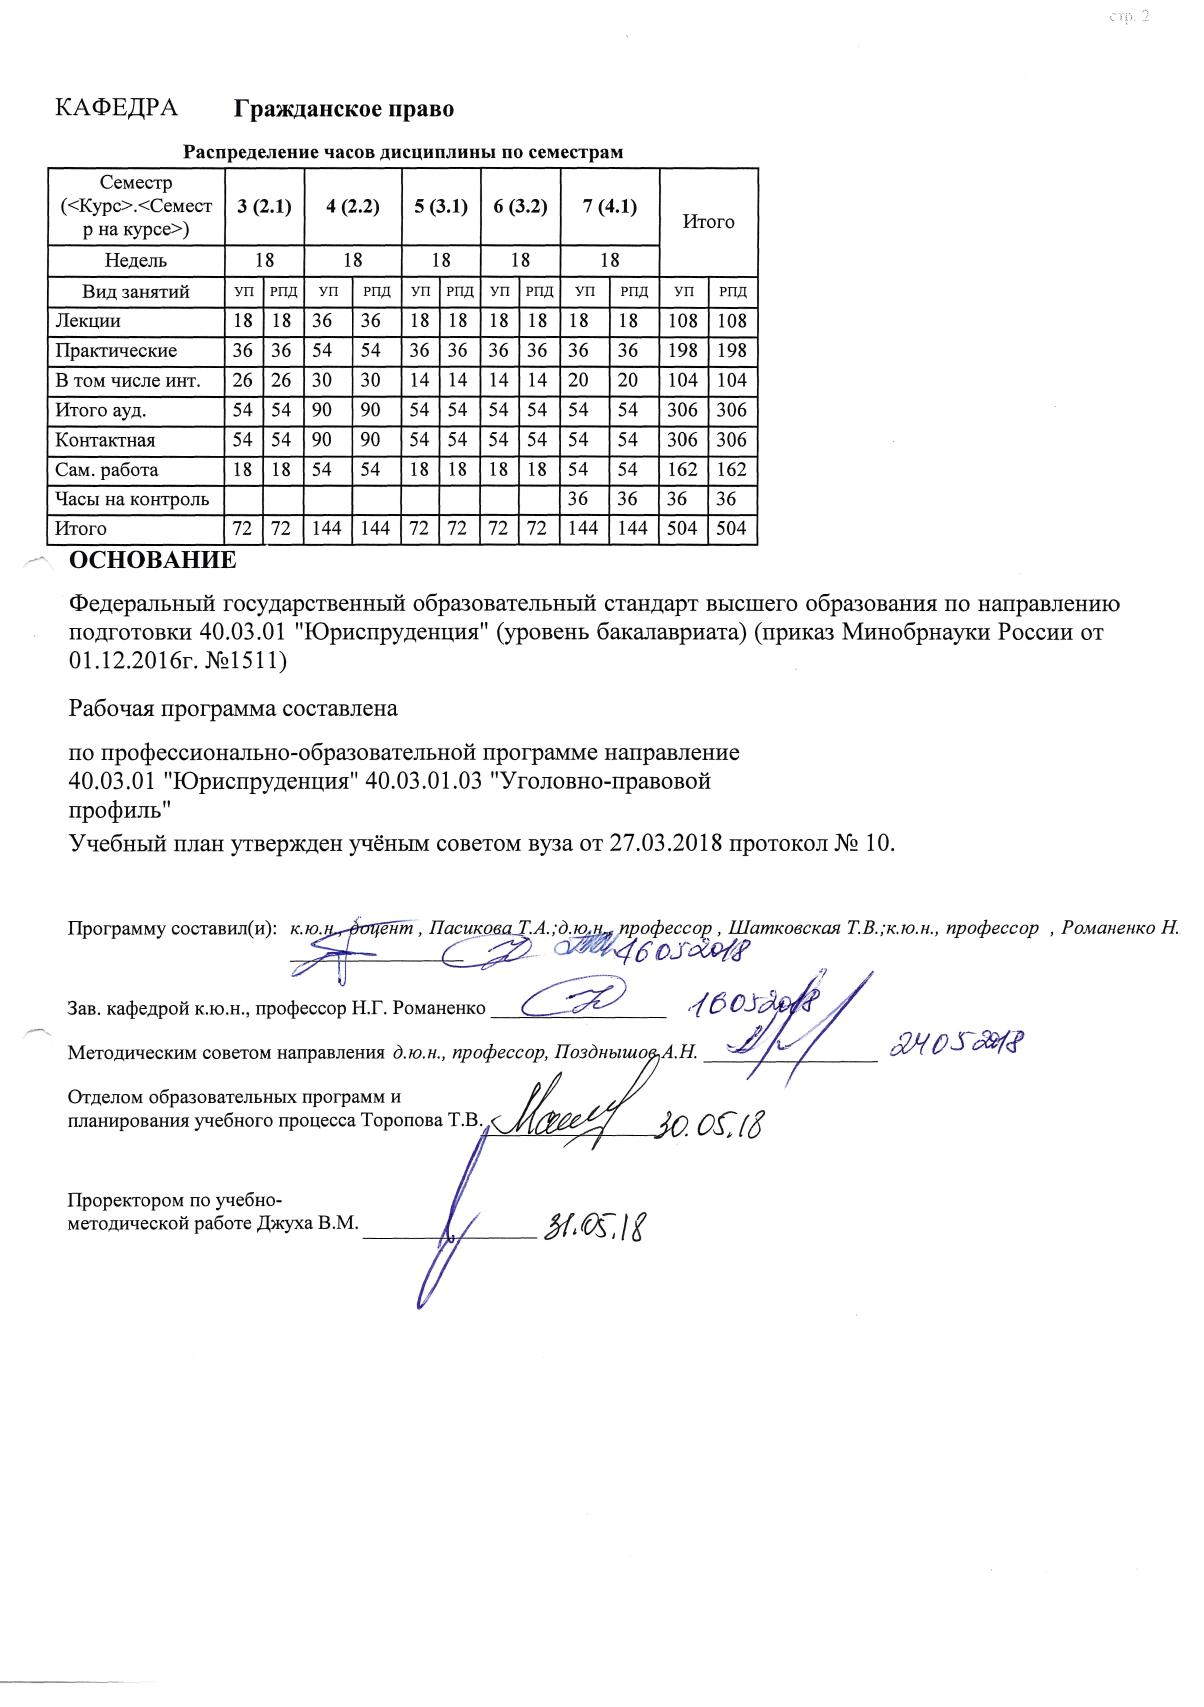 стр. 2
КАФЕДРА Гражданское право
Распределение часов дисциплины по семестрам
Семестр (<Курс>.<Семестр на курсе>) 3 (2.1) 4 (2.2) 5 (3.1) 6 (3.2) 7 (4.1) Итого
Недель 18 18 18 18 18
Вид занятий УП РПД УП РПД УП РПД УП РПД УП РПД УП РПД
Лекции 18 18 36 36 18 18 18 18 18 18 108 108
Практические 36 36 54 54 36 36 36 36 36 36 198 198
В том числе инт. 26 26 30 30 14 14 14 14 20 20 104 104
Итого ауд. 54 54 90 90 54 54 54 54 54 54 306 306
Контактная 54 54 90 90 54 54 54 54 54 54 306 306
Сам. работа 18 18 54 54 18 18 18 18 54 54 162 162
Часы на контроль 36 36 36 36
Итого 72 72 144 144 72 72 72 72 144 144 504 504
ОСНОВАНИЕ
Федеральный государственный образовательный стандарт высшего образования по направлению
подготовки 40.03.01 "Юриспруденция" (уровень бакалавриата) (приказ Минобрнауки России от
01.12.2016г. №1511)
Рабочая программа составлена
по профессионально-образовательной программе направление
40.03.01 "Юриспруденция" 40.03.01.03 "Уголовно-правовой
профиль"
Учебный план утвержден учёным советом вуза от 27.03.2018 протокол № 10.
Программу составил(и): к.ю.н., доцент , Пасикова Т.А.;д.ю.н., профессор , Шатковская Т.В.;к.ю.н., профессор , Романенко Н.
16052018
Зав. кафедрой к.ю.н., профессор Н.Г. Романенко 16052018
Методическим советом направления д.ю.н., профессор, Позднышов А.Н. 24052018
Отделом образовательных программ и
планирования учебного процесса Торопова Т.В. 30.05.18
Проректором по учебно-
методической работе Джуха В.М. 31.05.18